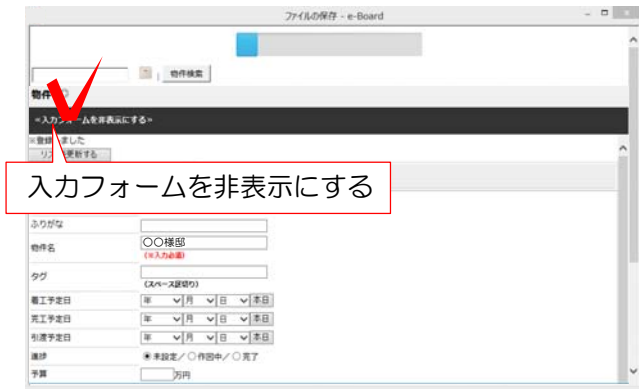 ファイルの保存 - e-Board
物件検索
物件
«入力フォームを非表示にする»
※登録しました
リストを更新する
入力フォームを非表示にする
ふりがな
物件名 〇〇様邸
(※入力必須)
タグ
(スペース区切り)
着工予定日 年 月 日 本日
完工予定日 年 月 日 本日
引渡予定日 年 月 日 本日
進捗 未設定/ 作図中/ 完了
予算 万円